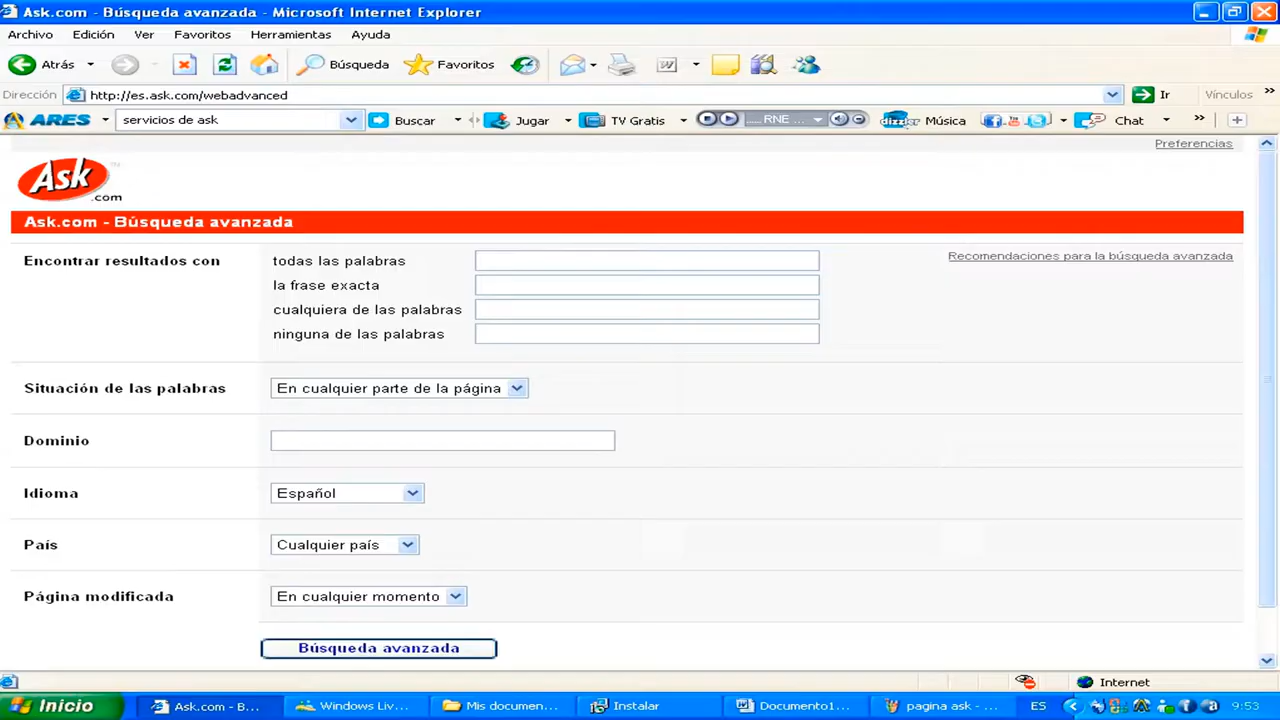 Ask.com - Búsqueda avanzada - Microsoft Internet Explorer
Archivo Edición Ver Favoritos Herramientas Ayuda
Atrás Búsqueda Favoritos
Dirección http://es.ask.com/webadvanced Ir Vínculos »
ARES servicios de ask Buscar Jugar TV Gratis RNE ... dizzler Música Chat »
Preferencias
Ask.com
Ask.com - Búsqueda avanzada
Encontrar resultados con todas las palabras Recomendaciones para la búsqueda avanzada
la frase exacta
cualquiera de las palabras
ninguna de las palabras
Situación de las palabras En cualquier parte de la página
Dominio
Idioma Español
País Cualquier país
Página modificada En cualquier momento
Búsqueda avanzada
Internet
Inicio Ask.com - B... Windows Liv... Mis documen... Instalar Documento1... pagina ask - ... ES 9:53